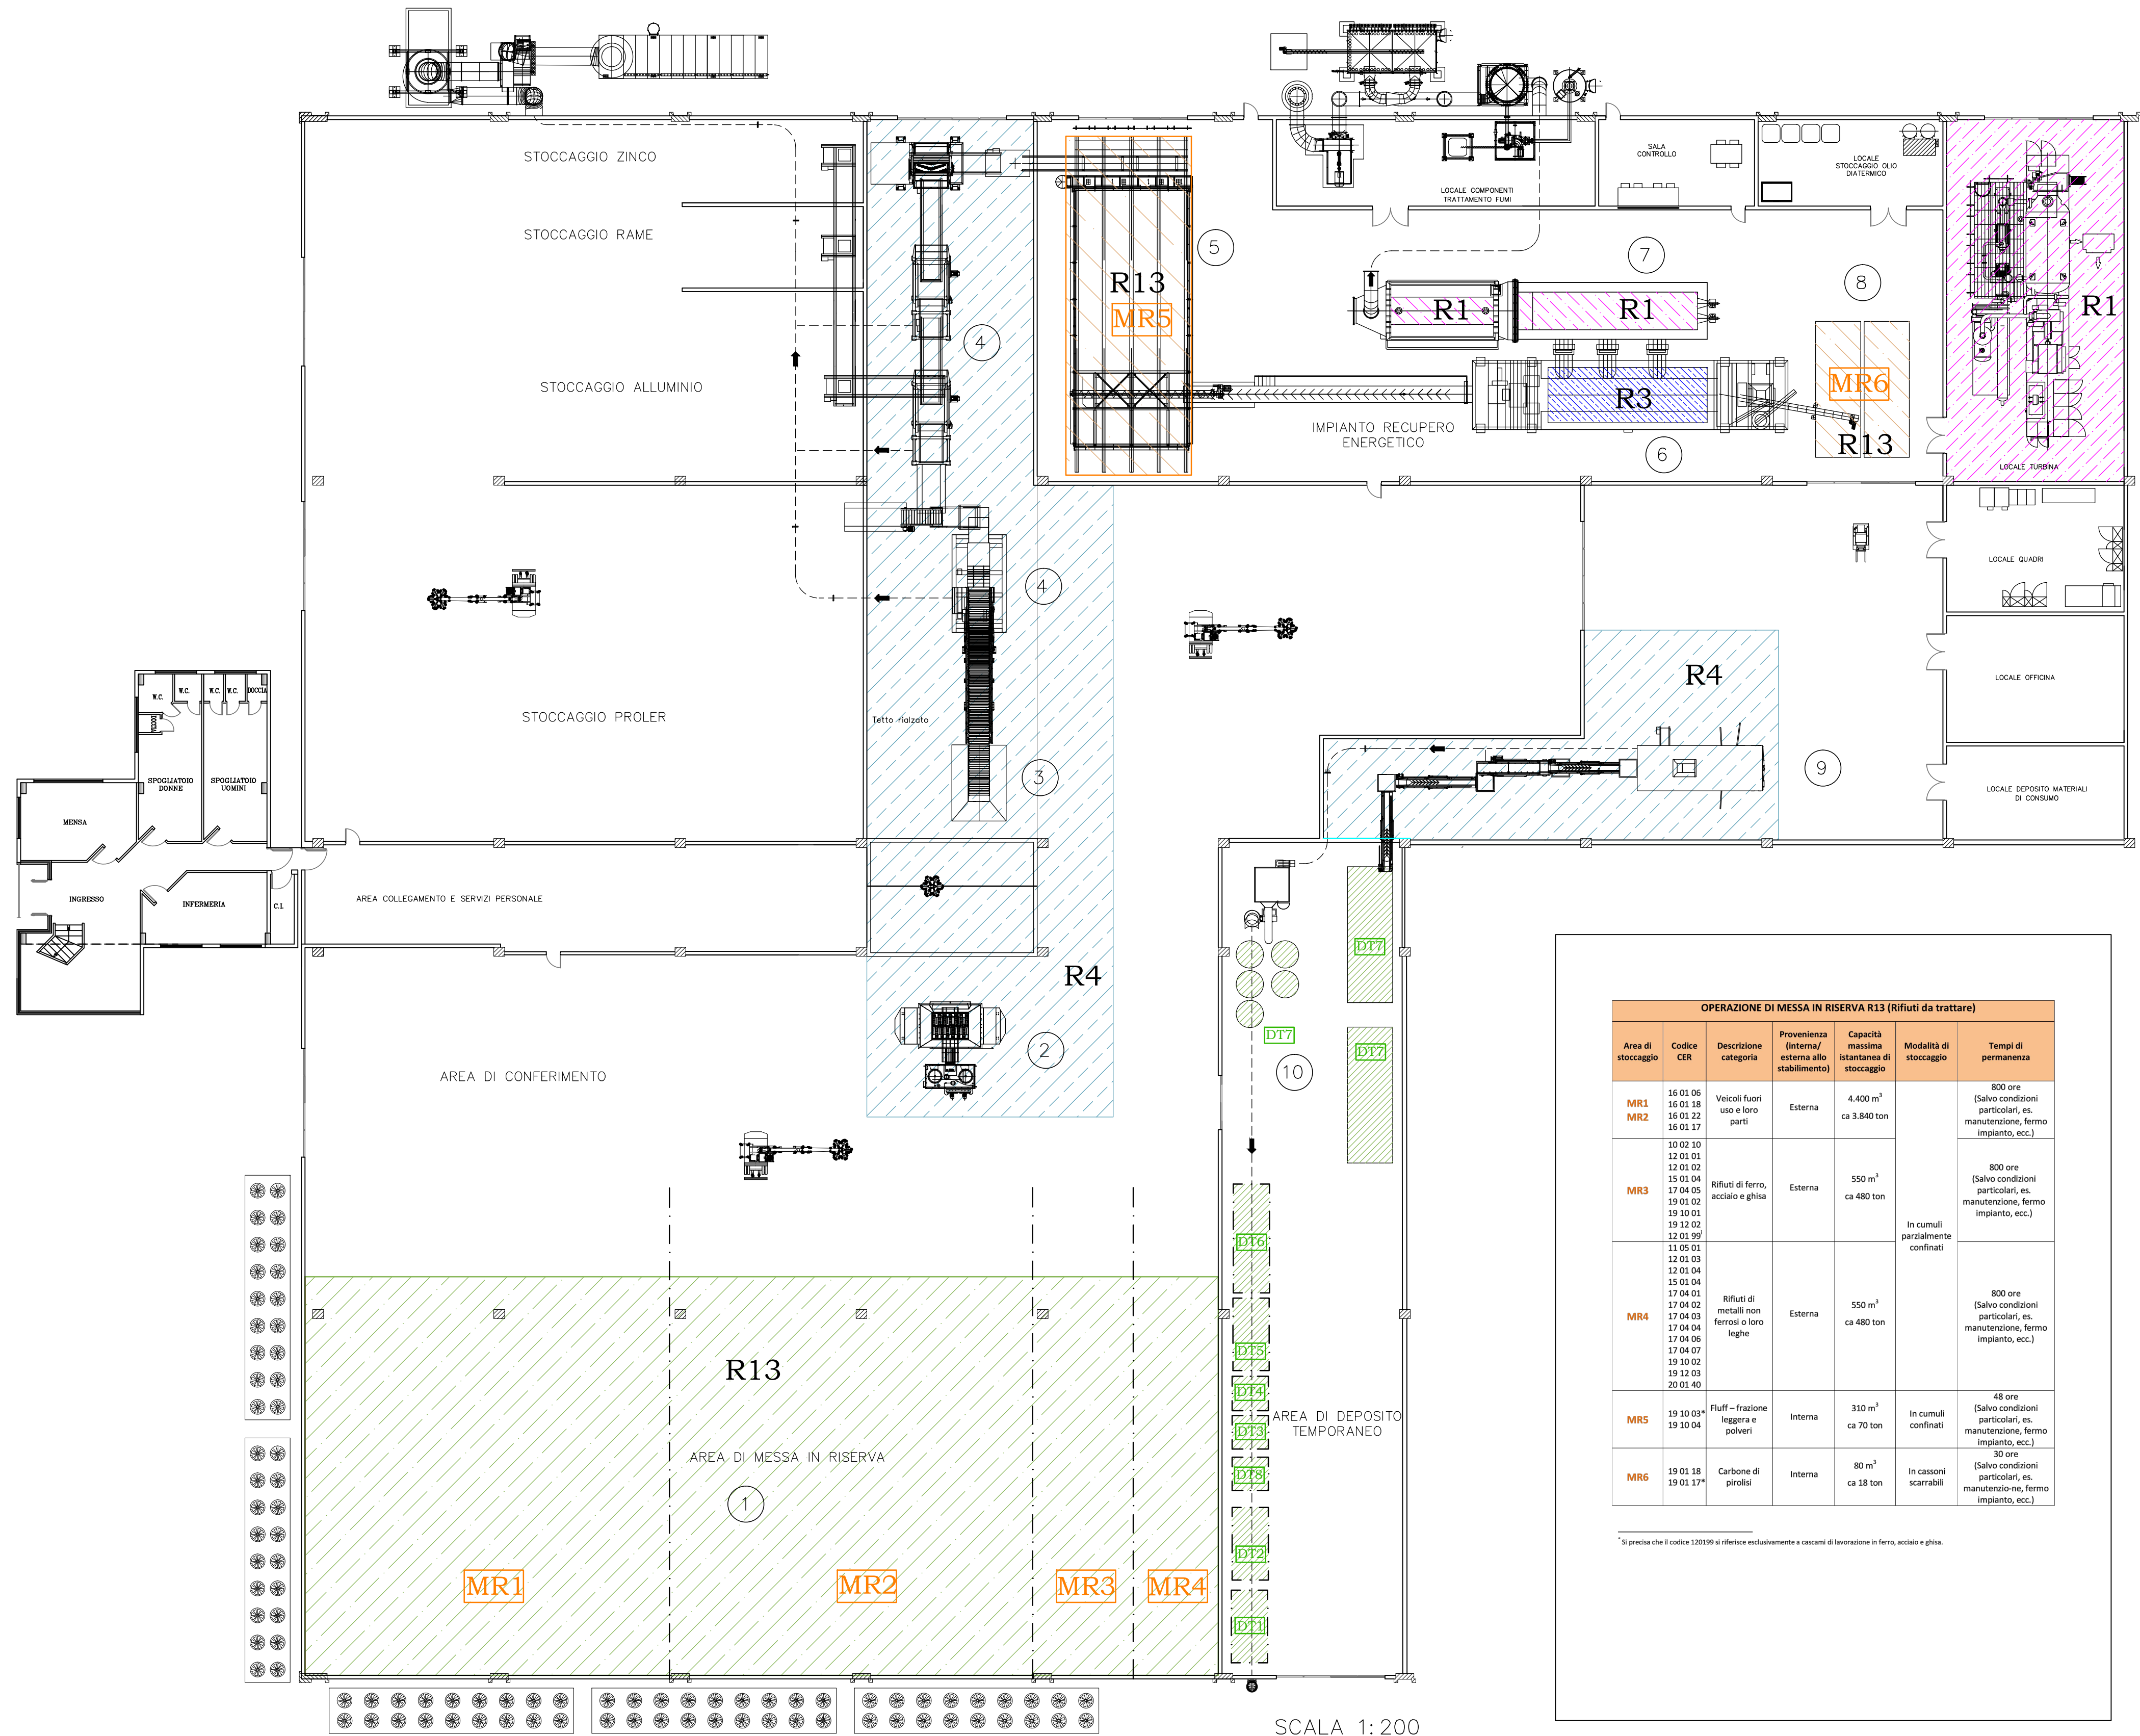 STOCCAGGIO ZINCO
STOCCAGGIO RAME
STOCCAGGIO ALLUMINIO
4
R13
MR5
5
LOCALE COMPONENTI
TRATTAMENTO FUMI
SALA
CONTROLLO
LOCALE
STOCCAGGIO OLIO
DIATERMICO
7
8
R1
R1
R1
R3
MR6
R13
IMPIANTO RECUPERO
ENERGETICO
6
LOCALE TURBINA
LOCALE QUADRI
LOCALE OFFICINA
LOCALE DEPOSITO MATERIALI
DI CONSUMO
4
STOCCAGGIO PROLER
Tetto rialzato
3
R4
9
W.C.
W.C.
W.C.
W.C.
DOCCIA
SPOGLIATOIO
DONNE
SPOGLIATOIO
UOMINI
MENSA
INGRESSO
INFERMERIA
C.I.
AREA COLLEGAMENTO E SERVIZI PERSONALE
R4
2
AREA DI CONFERIMENTO
DT7
DT7
DT7
10
DT6
DT5
DT4
DT3
DT8
DT2
DT1
AREA DI DEPOSITO
TEMPORANEO
R13
AREA DI MESSA IN RISERVA
1
MR1
MR2
MR3
MR4
SCALA 1:200
OPERAZIONE DI MESSA IN RISERVA R13 (Rifiuti da trattare)
Area di
stoccaggio
Codice
CER
Descrizione
categoria
Provenienza
(interna/
esterna allo
stabilimento)
Capacità
massima
istantanea di
stoccaggio
Modalità di
stoccaggio
Tempi di
permanenza
MR1
MR2
16 01 06
16 01 18
16 01 22
16 01 17
Veicoli fuori
uso e loro
parti
Esterna
4.400 m³
ca 3.840 ton
In cumuli
parzialmente
confinati
800 ore
(Salvo condizioni
particolari, es.
manutenzione, fermo
impianto, ecc.)
MR3
10 02 10
12 01 01
12 01 02
15 01 04
17 04 05
19 01 02
19 10 01
19 12 02
12 01 99
Rifiuti di ferro,
acciaio e ghisa
Esterna
550 m³
ca 480 ton
800 ore
(Salvo condizioni
particolari, es.
manutenzione, fermo
impianto, ecc.)
MR4
11 05 01
12 01 03
12 01 04
15 01 04
17 04 01
17 04 02
17 04 03
17 04 04
17 04 06
17 04 07
19 10 02
19 12 03
20 01 40
Rifiuti di
metalli non
ferrosi o loro
leghe
Esterna
550 m³
ca 480 ton
800 ore
(Salvo condizioni
particolari, es.
manutenzione, fermo
impianto, ecc.)
MR5
19 10 03*
19 10 04
Fluff – frazione
leggera e
polveri
Interna
310 m³
ca 70 ton
In cumuli
confinati
48 ore
(Salvo condizioni
particolari, es.
manutenzione, fermo
impianto, ecc.)
MR6
19 01 18
19 01 17*
Carbone di
pirolisi
Interna
80 m³
ca 18 ton
In cassoni
scarrabili
30 ore
(Salvo condizioni
particolari, es.
manutenzio-ne, fermo
impianto, ecc.)
* Si precisa che il codice 120199 si riferisce esclusivamente a cascami di lavorazione in ferro, acciaio e ghisa.